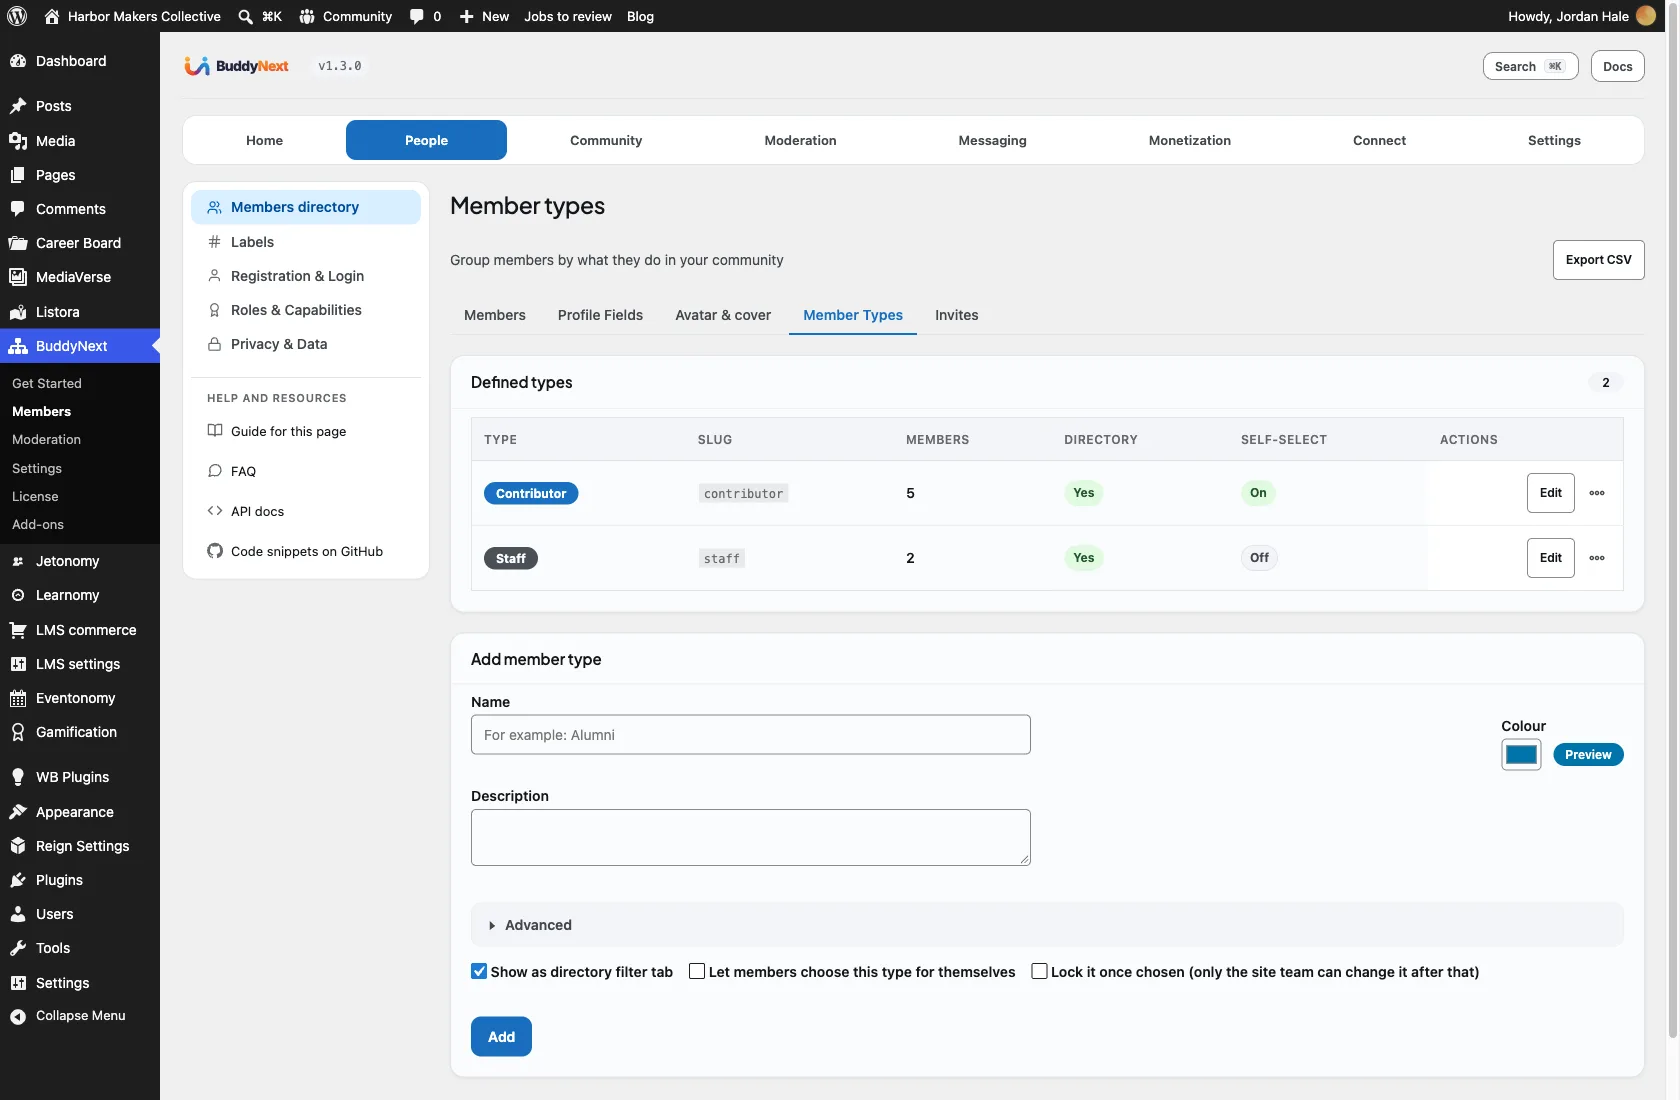 Harbor Makers Collective ⌘K Community 0 New Jobs to review Blog Howdy, Jordan Hale
Dashboard
Posts
Media
Pages
Comments
Career Board
MediaVerse
Listora
BuddyNext
Get Started
Members
Moderation
Settings
License
Add-ons
Jetonomy
Learnomy
LMS commerce
LMS settings
Eventonomy
Gamification
WB Plugins
Appearance
Reign Settings
Plugins
Users
Tools
Settings
Collapse Menu
BuddyNext v1.3.0 Search ⌘K Docs
Home People Community Moderation Messaging Monetization Connect Settings
Members directory
Labels
Registration & Login
Roles & Capabilities
Privacy & Data
HELP AND RESOURCES
Guide for this page
FAQ
API docs
Code snippets on GitHub
Member types
Group members by what they do in your community
Export CSV
Members Profile Fields Avatar & cover Member Types Invites
Defined types 2
TYPE SLUG MEMBERS DIRECTORY SELF-SELECT ACTIONS
Contributor contributor 5 Yes On Edit
Staff staff 2 Yes Off Edit
Add member type
Name
For example: Alumni
Colour
Preview
Description
Advanced
Show as directory filter tab Let members choose this type for themselves Lock it once chosen (only the site team can change it after that)
Add